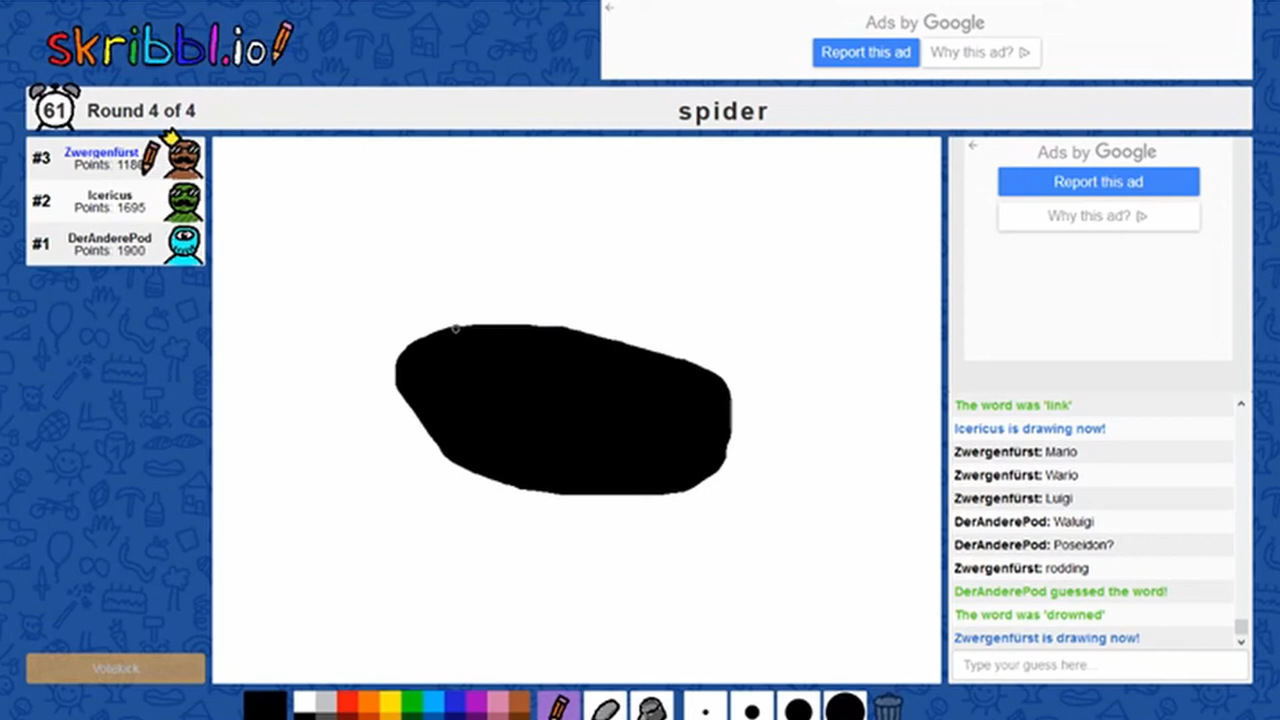 skribbl.io!
Ads by Google
Report this ad
Why this ad?
61
Round 4 of 4
spider
#3
Zwergenfürst
Points: 1186
#2
Icericus
Points: 1695
#1
DerAnderePod
Points: 1900
Ads by Google
Report this ad
Why this ad?
The word was 'link'
Icericus is drawing now!
Zwergenfürst: Mario
Zwergenfürst: Wario
Zwergenfürst: Luigi
DerAnderePod: Waluigi
DerAnderePod: Poseidon?
Zwergenfürst: rodding
DerAnderePod guessed the word!
The word was 'drowned'
Zwergenfürst is drawing now!
Type your guess here...
Votekick